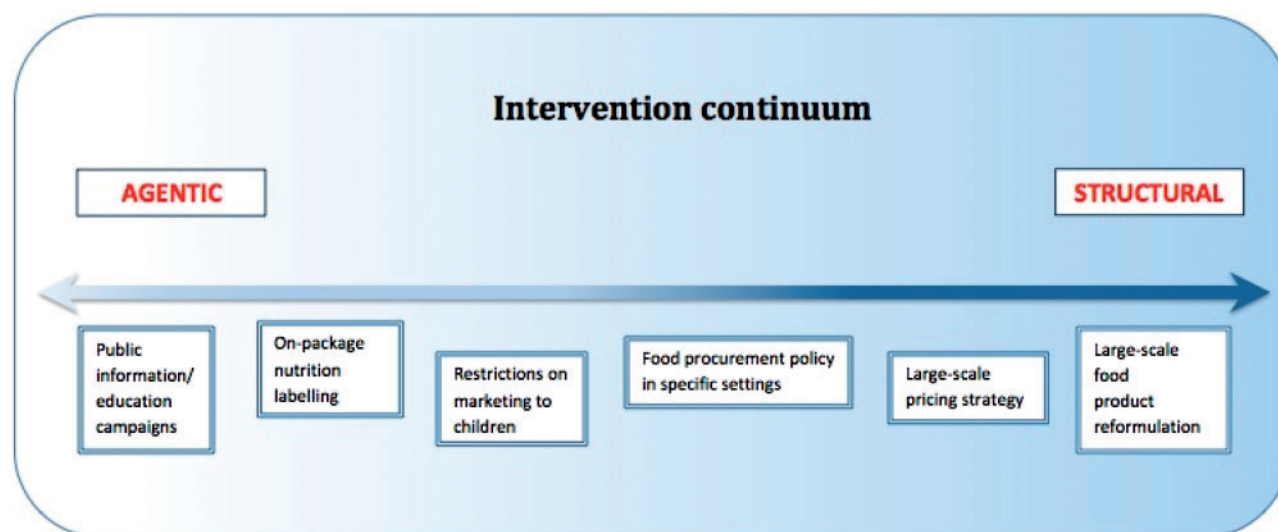 Intervention continuum
AGENTIC
STRUCTURAL
Public
information/
education
campaigns
On-package
nutrition
labelling
Restrictions on
marketing to
children
Food procurement policy
in specific settings
Large-scale
pricing strategy
Large-scale
food
product
reformulation